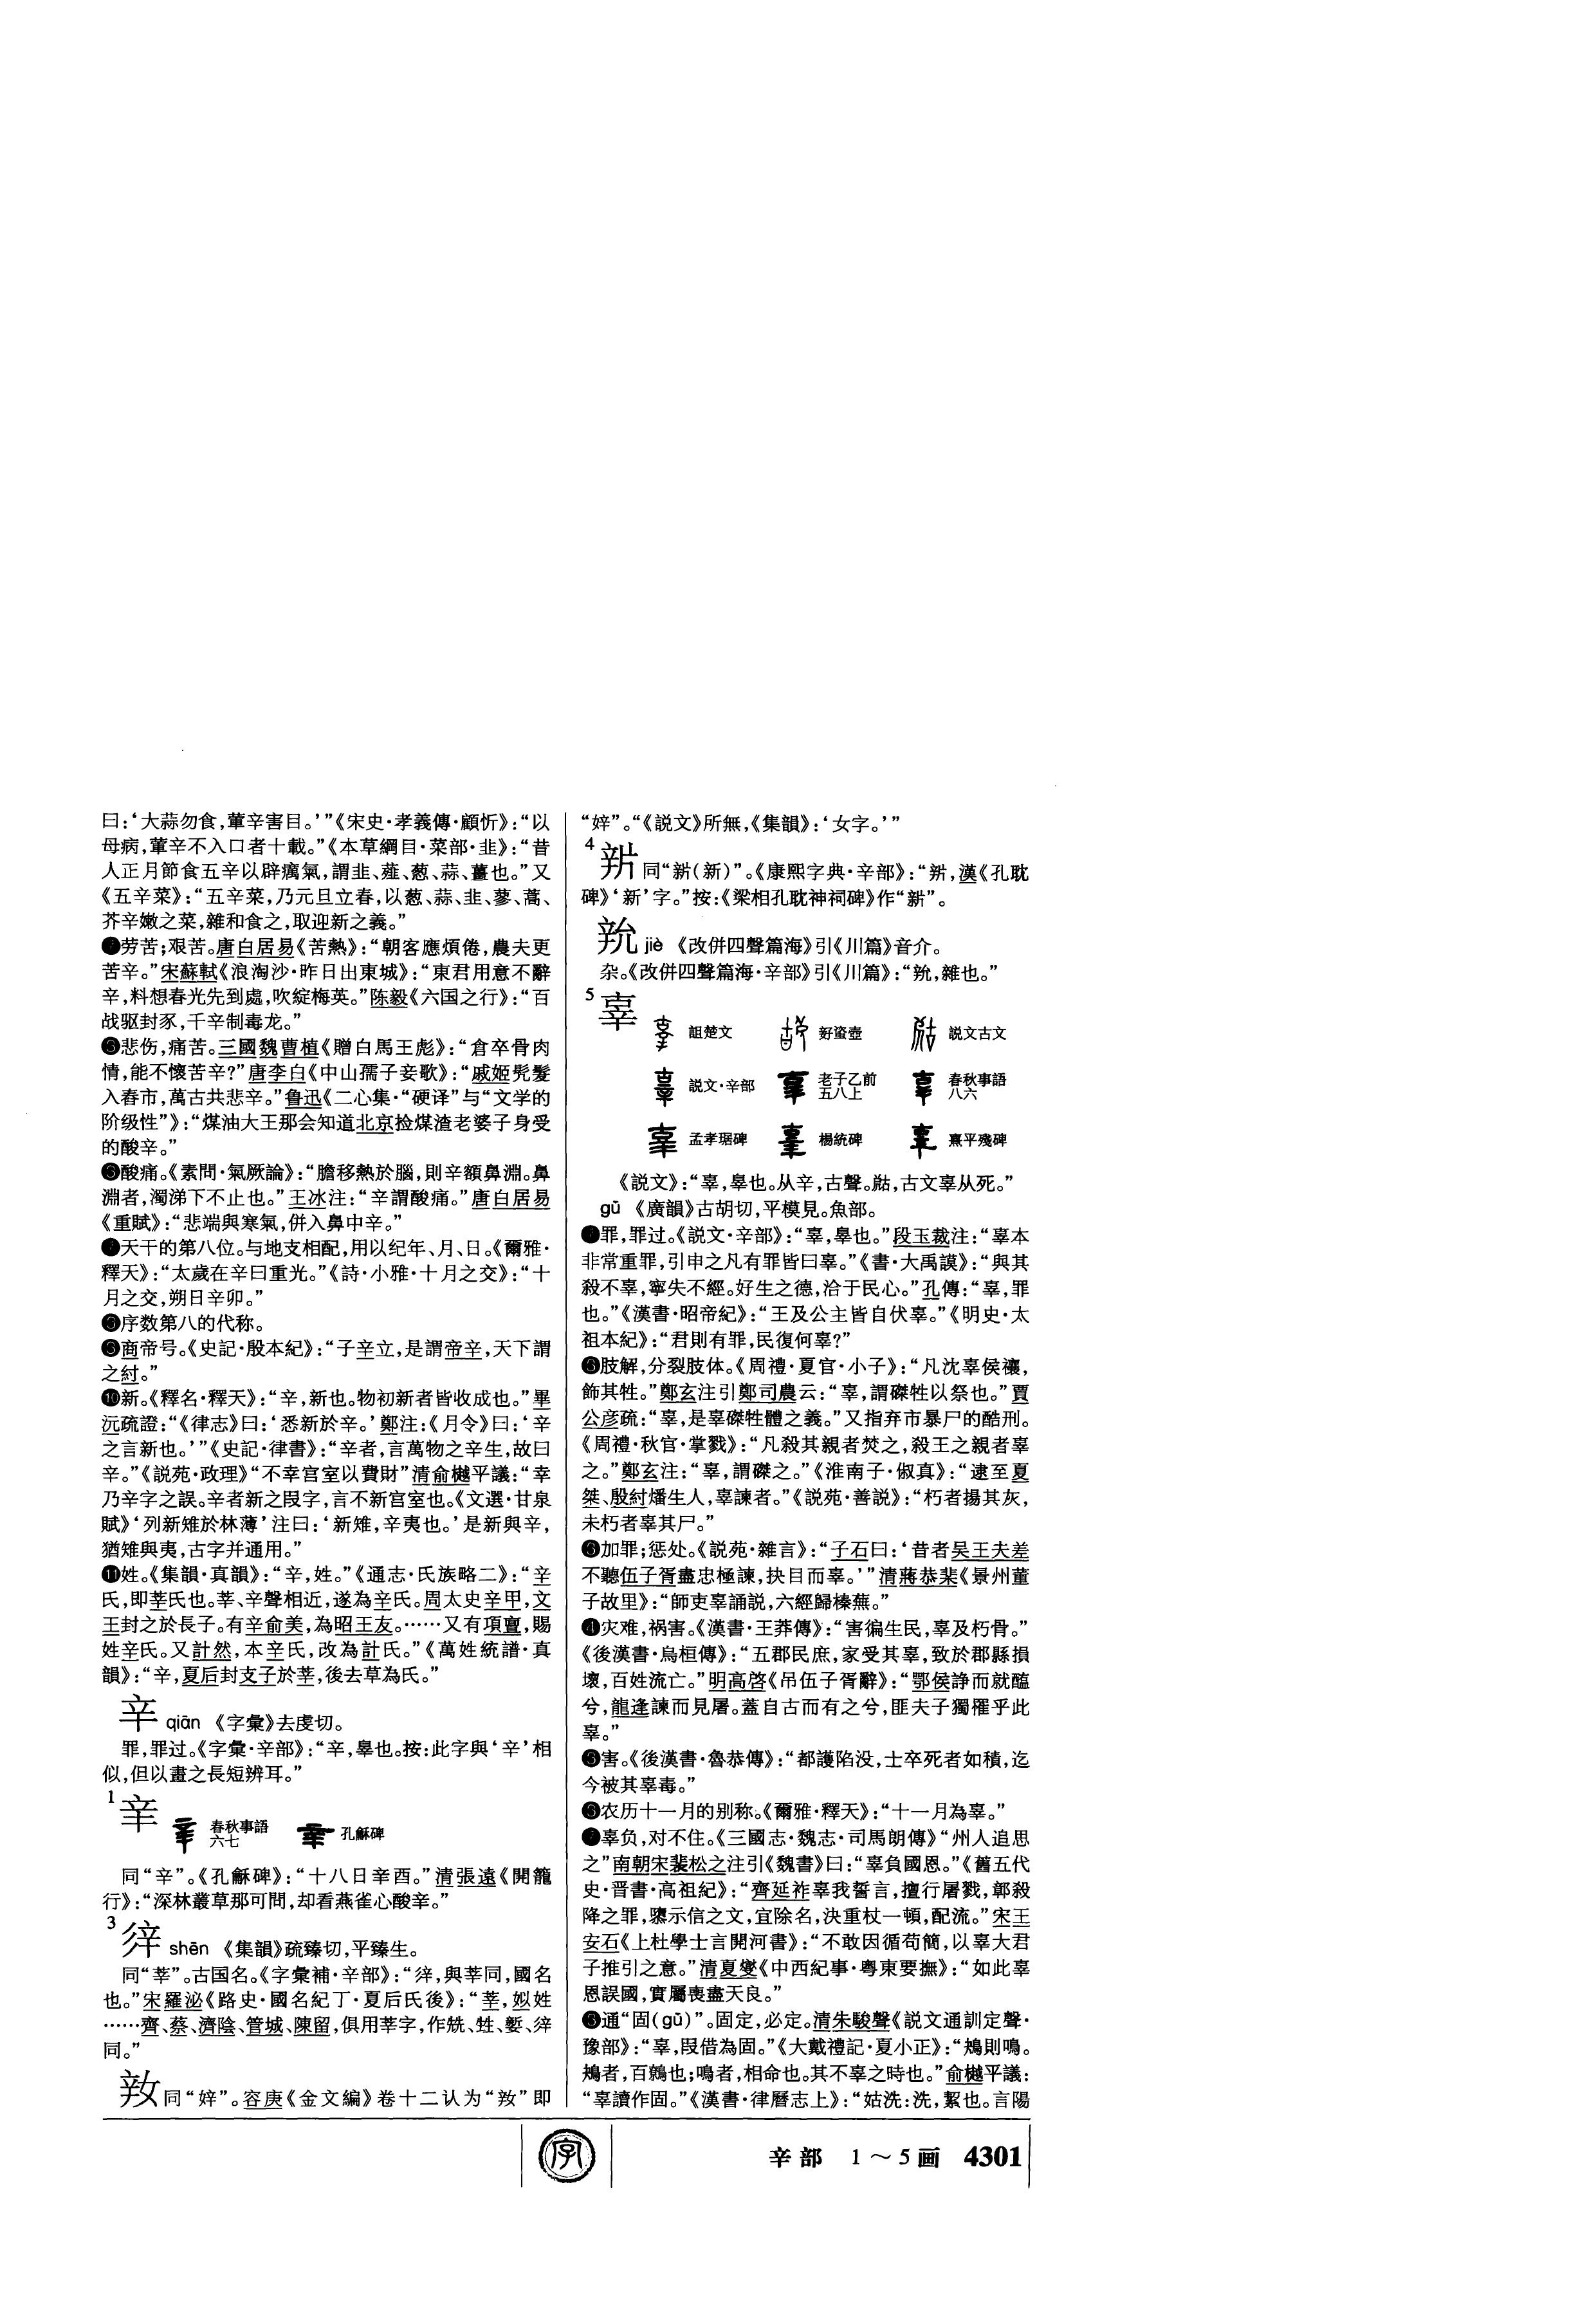 曰：‘大蒜勿食，葷辛害目。’”《宋史·孝義傳·顧忻》：“以
母病，葷辛不入口者十載。”《本草綱目·菜部·韭》：“昔
人正月節食五辛以辟癘氣，謂韭、薤、葱、蒜、薑也。”又
《五辛菜》：“五辛菜，乃元旦立春，以葱、蒜、韭、蓼、蒿、
芥辛嫩之菜，雜和食之，取迎新之義。”
劳苦；艰苦。唐白居易《苦熱》：“朝客應煩倦，農夫更
苦辛。”宋蘇軾《浪淘沙·昨日出東城》：“東君用意不辭
辛，料想春光先到處，吹綻梅英。”陈毅《六国之行》：“百
战驱封豕，千辛制毒龙。”
悲伤，痛苦。三國魏曹植《贈白馬王彪》：“倉卒骨肉
情，能不懷苦辛？”唐李白《中山孺子妾歌》：“戚姬髡髮
入舂市，萬古共悲辛。”鲁迅《二心集·“硬译”与“文学的
阶级性”》：“煤油大王那会知道北京捡煤渣老婆子身受
的酸辛。”
酸痛。《素問·氣厥論》：“膽移熱於腦，則辛頞鼻淵。鼻
淵者，濁涕下不止也。”王冰注：“辛謂酸痛。”唐白居易
《重賦》：“悲端與寒氣，併入鼻中辛。”
天干的第八位。与地支相配，用以纪年、月、日。《爾雅·
釋天》：“太歲在辛曰重光。”《詩·小雅·十月之交》：“十
月之交，朔日辛卯。”
序数第八的代称。
商帝号。《史記·殷本紀》：“子辛立，是謂帝辛，天下謂
之紂。”
❿新。《釋名·釋天》：“辛，新也。物初新者皆收成也。”畢
沅疏證：“《律志》曰：‘悉新於辛。’鄭注：《月令》曰：‘辛
之言新也。’”《史記·律書》：“辛者，言萬物之辛生，故曰
辛。”《説苑·政理》“不幸宫室以費財”清俞樾平議：“幸
乃辛字之誤。辛者新之叚字，言不新宫室也。《文選·甘泉
賦》‘列新雉於林薄’注曰：‘新雉，辛夷也。’是新與辛，
猶雉與夷，古字并通用。”
⓫姓。《集韻·真韻》：“辛，姓。”《通志·氏族略二》：“辛
氏，即莘氏也。莘、辛聲相近，遂為辛氏。周太史辛甲，文
王封之於長子。有辛俞美，為昭王友。……又有項亶，賜
姓辛氏。又計然，本辛氏，改為計氏。”《萬姓統譜·真
韻》：“辛，夏后封支子於莘，後去草為氏。”
qiān 《字彙》去虔切。
罪，罪过。《字彙·辛部》：“䇂，辠也。按：此字與‘辛’相
似，但以畫之長短辨耳。”
1
春秋事語 六七 孔龢碑
同“辛”。《孔龢碑》：“十八日辛酉。”清張遠《開籠
行》：“深林叢草那可問，却看燕雀心酸辛。”
3
shēn 《集韻》疏臻切，平臻生。
同“莘”。古国名。《字彙補·辛部》：“，與莘同，國名
也。”宋羅泌《路史·國名紀丁·夏后氏後》：“莘，姒姓
……齊、蔡、濟陰、管城、陳留，俱用莘字，作兟、甡、㜪、
同。”
同“㛙”。容庚《金文編》卷十二认为“”即
“㛙”。“《説文》所無，《集韻》：‘女字。’”
4
同“㪿（新）”。《康熙字典·辛部》：“，漢《孔耽
碑》‘新’字。”按：《梁相孔耽神祠碑》作“㪿”。
jiè 《改併四聲篇海》引《川篇》音介。
杂。《改併四聲篇海·辛部》引《川篇》：“，雜也。”
5 辜
詛楚文 𧊒壺 説文古文
説文·辛部 老子乙前 五八上 春秋事語 八六
孟孝琚碑 楊統碑 熹平殘碑
《説文》：“辜，辠也。从辛，古聲。𣦠，古文辜从死。”
gū 《廣韻》古胡切，平模見。魚部。
罪，罪过。《説文·辛部》：“辜，辠也。”段玉裁注：“辜本
非常重罪，引申之凡有罪皆曰辜。”《書·大禹謨》：“與其
殺不辜，寧失不經。好生之德，洽于民心。”孔傳：“辜，罪
也。”《漢書·昭帝紀》：“王及公主皆自伏辜。”《明史·太
祖本紀》：“君則有罪，民復何辜？”
肢解，分裂肢体。《周禮·夏官·小子》：“凡沈辜侯禳，
飾其牲。”鄭玄注引鄭司農云：“辜，謂磔牲以祭也。”賈
公彦疏：“辜，是辜磔牲體之義。”又指弃市暴尸的酷刑。
《周禮·秋官·掌戮》：“凡殺其親者焚之，殺王之親者辜
之。”鄭玄注：“辜，謂磔之。”《淮南子·俶真》：“逮至夏
桀、殷紂燔生人，辜諫者。”《説苑·善説》：“朽者揚其灰，
未朽者辜其尸。”
加罪；惩处。《説苑·雜言》：“子石曰：‘昔者吴王夫差
不聽伍子胥盡忠極諫，抉目而辜。’”清蔣恭棐《景州董
子故里》：“師吏辜誦説，六經歸榛蕪。”
❹灾难，祸害。《漢書·王莽傳》：“害徧生民，辜及朽骨。”
《後漢書·烏桓傳》：“五郡民庶，家受其辜，致於郡縣損
壞，百姓流亡。”明高啓《吊伍子胥辭》：“鄂侯諍而就醢
兮，龍逢諫而見屠。蓋自古而有之兮，匪夫子獨罹乎此
辜。”
害。《後漢書·魯恭傳》：“都護陷没，士卒死者如積，迄
今被其辜毒。”
农历十一月的别称。《爾雅·釋天》：“十一月為辜。”
辜负，对不住。《三國志·魏志·司馬朗傳》“州人追思
之”南朝宋裴松之注引《魏書》曰：“辜負國恩。”《舊五代
史·晋書·高祖紀》：“齊延祚辜我誓言，擅行屠戮，彰殺
降之罪，隳示信之文，宜除名，決重杖一頓，配流。”宋王
安石《上杜學士言開河書》：“不敢因循苟簡，以辜大君
子推引之意。”清夏燮《中西紀事·粤東要撫》：“如此辜
恩誤國，實屬喪盡天良。”
通“固（gù）”。固定，必定。清朱駿聲《説文通訓定聲·
豫部》：“辜，叚借為固。”《大戴禮記·夏小正》：“鴂則鳴。
鴂者，百鷯也；鳴者，相命也。其不辜之時也。”俞樾平議：
“辜讀作固。”《漢書·律曆志上》：“姑洗：洗，絜也。言陽
字
辛部 1～5画 4301